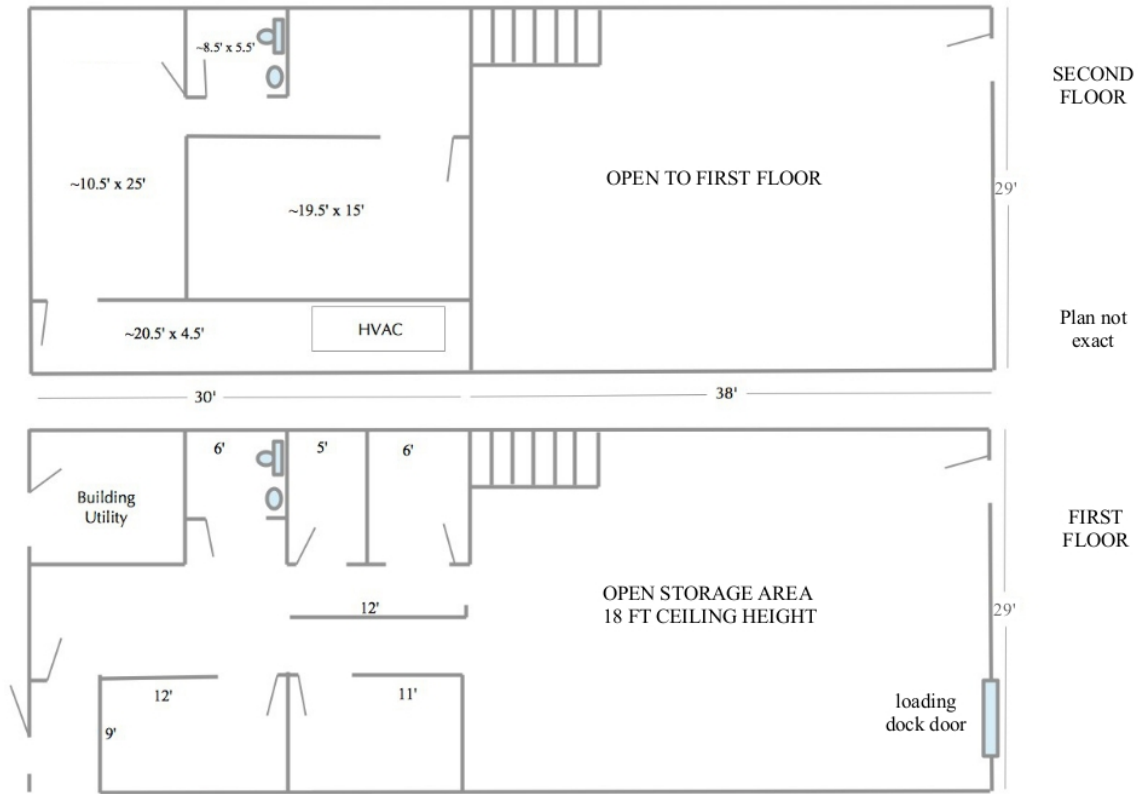 ~8.5' x 5.5'
SECOND
FLOOR
~10.5' x 25'
OPEN TO FIRST FLOOR
29'
~19.5' x 15'
Plan not
exact
~20.5' x 4.5'
HVAC
30'
38'
6'
5'
6'
Building
Utility
FIRST
FLOOR
OPEN STORAGE AREA
18 FT CEILING HEIGHT
12'
29'
12'
11'
9'
loading
dock door